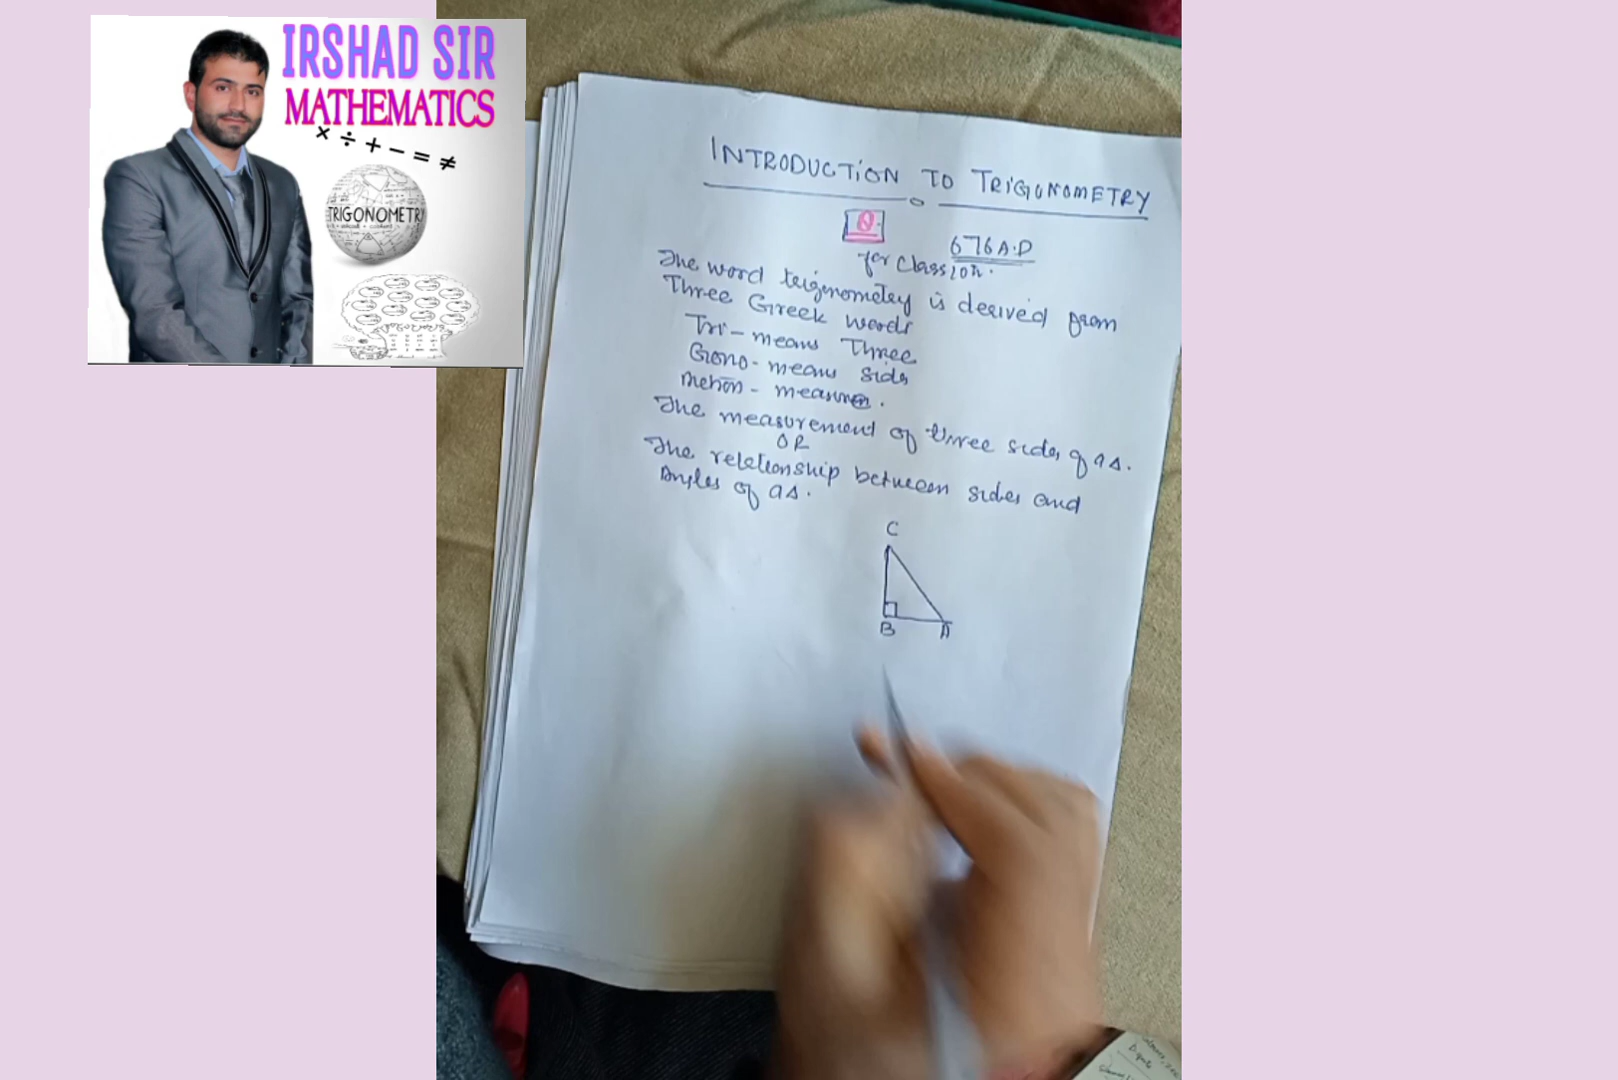 IRSHAD SIR
MATHEMATICS
× ÷ + − = ≠
TRIGONOMETRY
INTRODUCTION TO TRIGONOMETRY
θ.
676 A.D
for class 10th.
The word trigonometry is derived from
Three Greek words
Tri – means Three
Gono - means sides
Metron - measure.
The measurement of three sides of a Δ.
OR
The reletionship between sides and
Angles of a Δ.
C
B
A